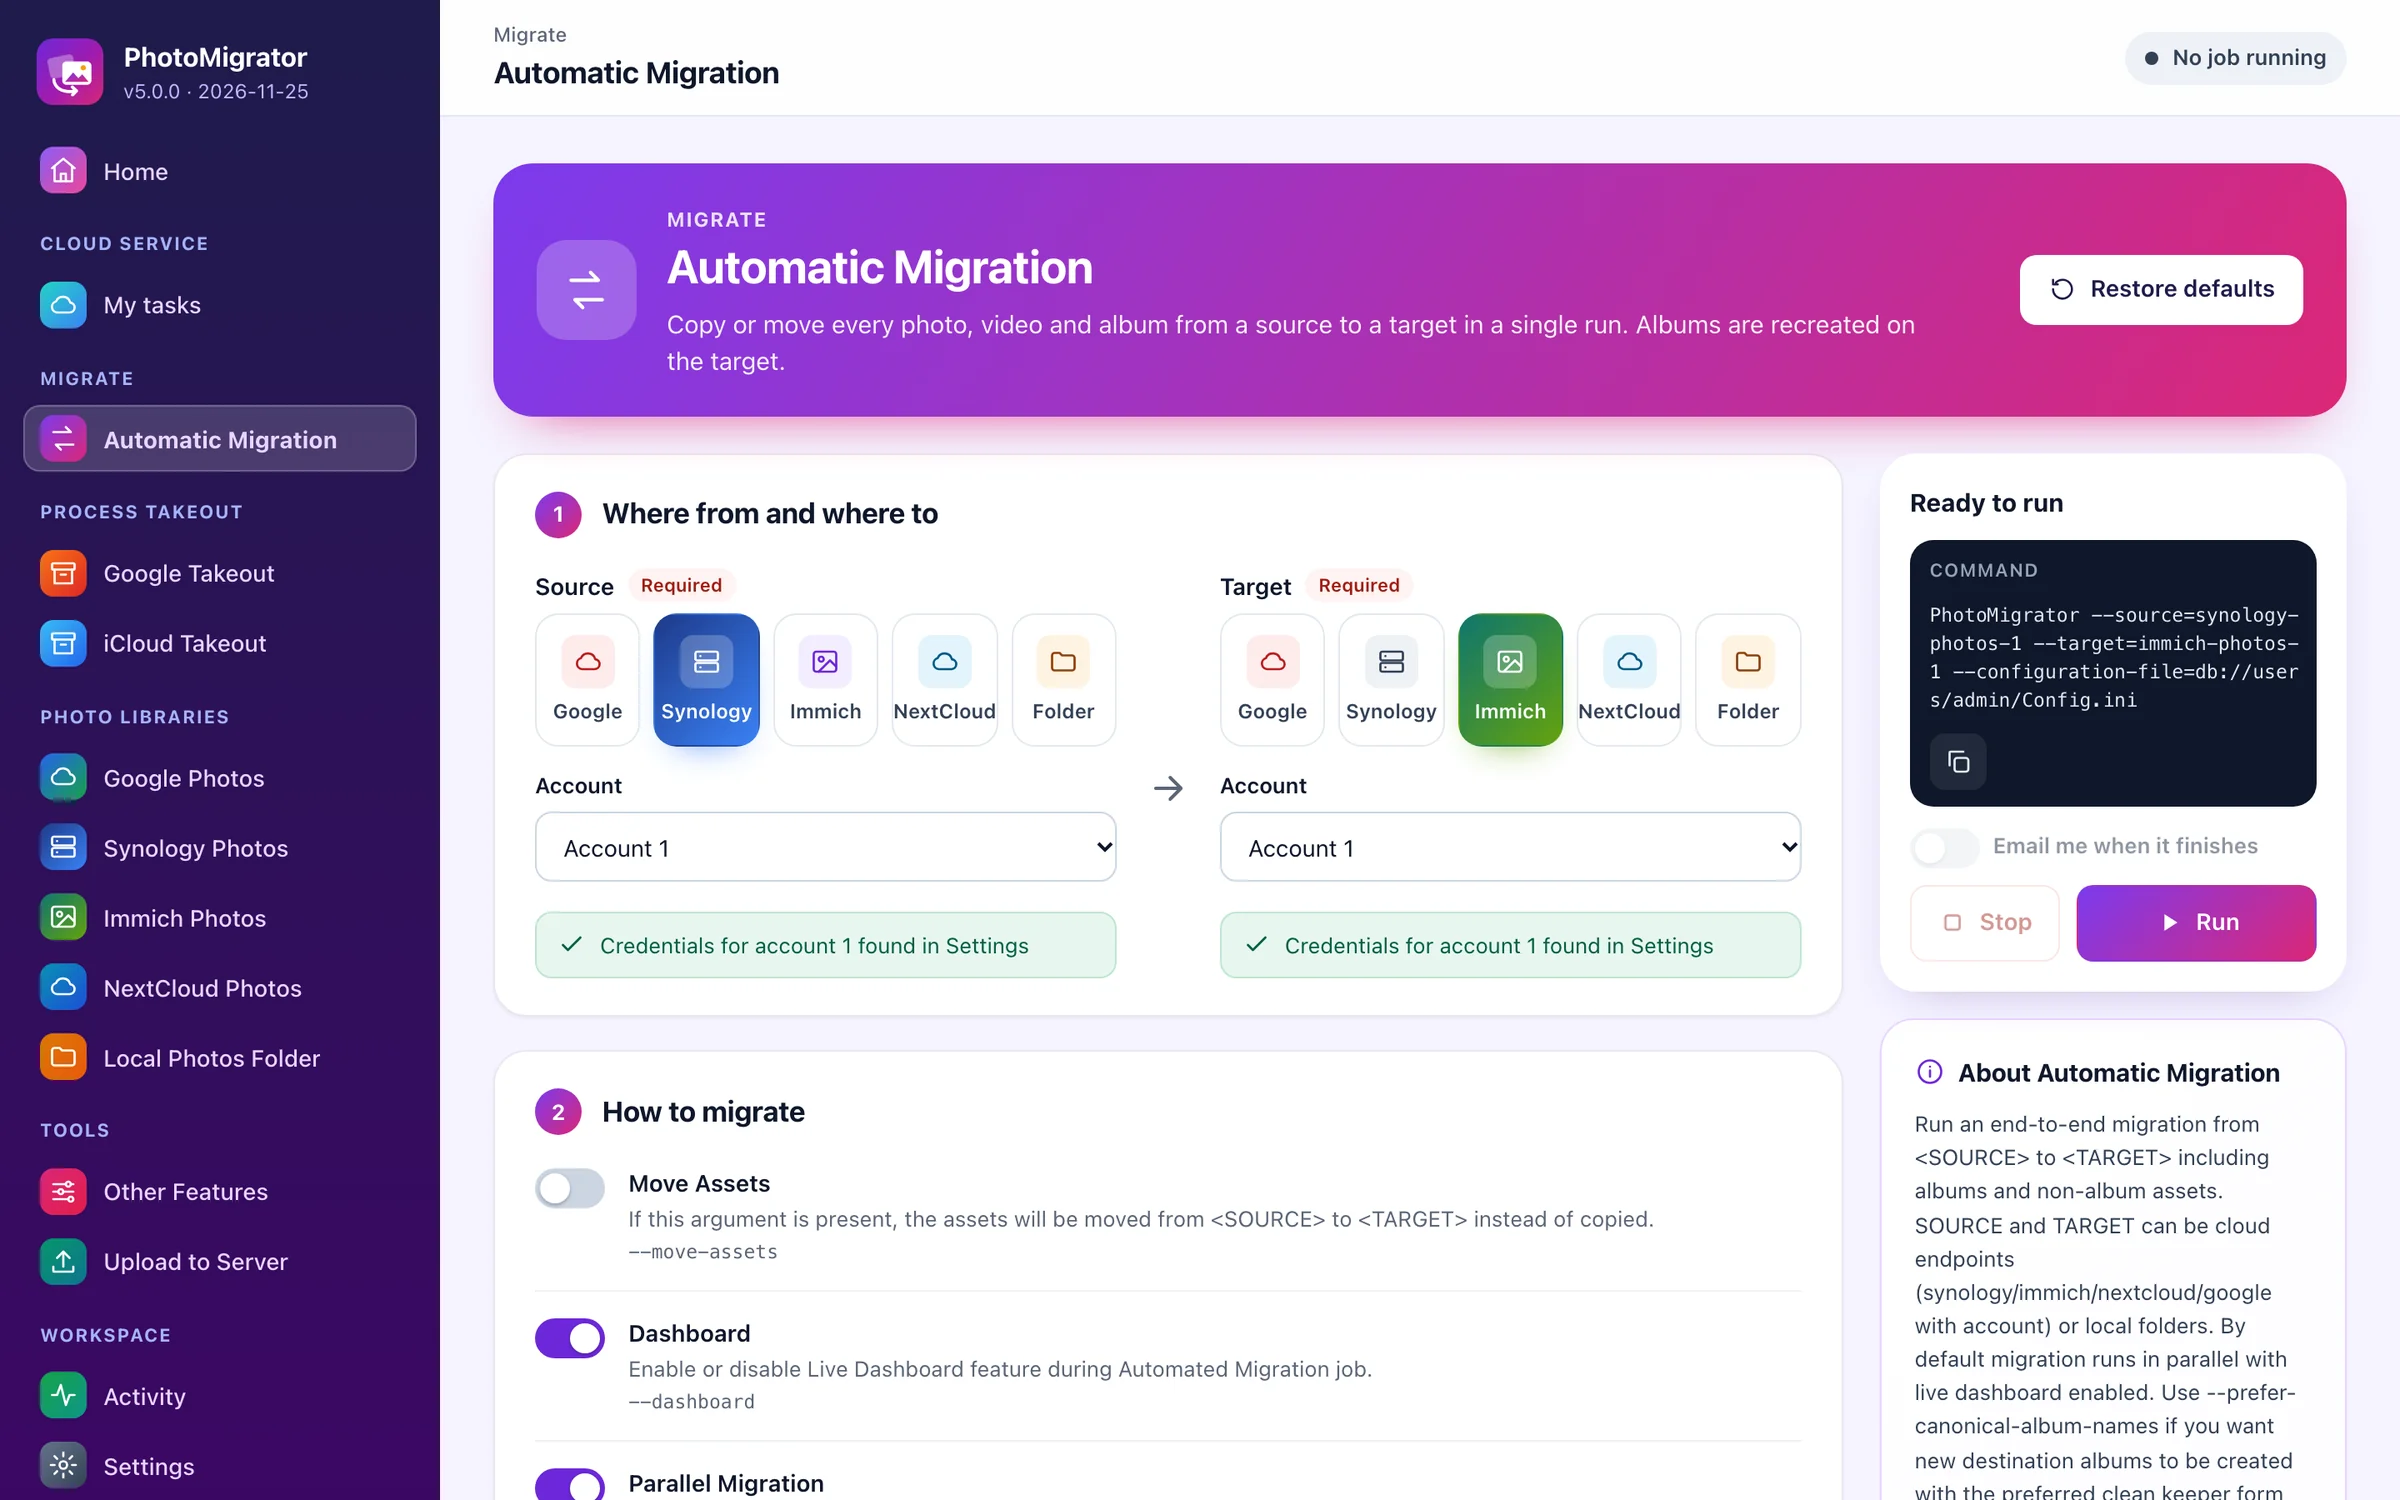 PhotoMigrator
v5.0.0 · 2026-11-25
Home
CLOUD SERVICE
My tasks
MIGRATE
Automatic Migration
PROCESS TAKEOUT
Google Takeout
iCloud Takeout
PHOTO LIBRARIES
Google Photos
Synology Photos
Immich Photos
NextCloud Photos
Local Photos Folder
TOOLS
Other Features
Upload to Server
WORKSPACE
Activity
Settings
Migrate
Automatic Migration
No job running
MIGRATE
Automatic Migration
Copy or move every photo, video and album from a source to a target in a single run. Albums are recreated on
the target.
Restore defaults
1 Where from and where to
Source Required
Google Synology Immich NextCloud Folder
Account
Account 1
Credentials for account 1 found in Settings
Target Required
Google Synology Immich NextCloud Folder
Account
Account 1
Credentials for account 1 found in Settings
2 How to migrate
Move Assets
If this argument is present, the assets will be moved from <SOURCE> to <TARGET> instead of copied.
--move-assets
Dashboard
Enable or disable Live Dashboard feature during Automated Migration job.
--dashboard
Parallel Migration
Ready to run
COMMAND
PhotoMigrator --source=synology-
photos-1 --target=immich-photos-
1 --configuration-file=db://user
s/admin/Config.ini
Email me when it finishes
Stop
Run
About Automatic Migration
Run an end-to-end migration from
<SOURCE> to <TARGET> including
albums and non-album assets.
SOURCE and TARGET can be cloud
endpoints
(synology/immich/nextcloud/google
with account) or local folders. By
default migration runs in parallel with
live dashboard enabled. Use --prefer-
canonical-album-names if you want
new destination albums to be created
with the preferred clean keeper form